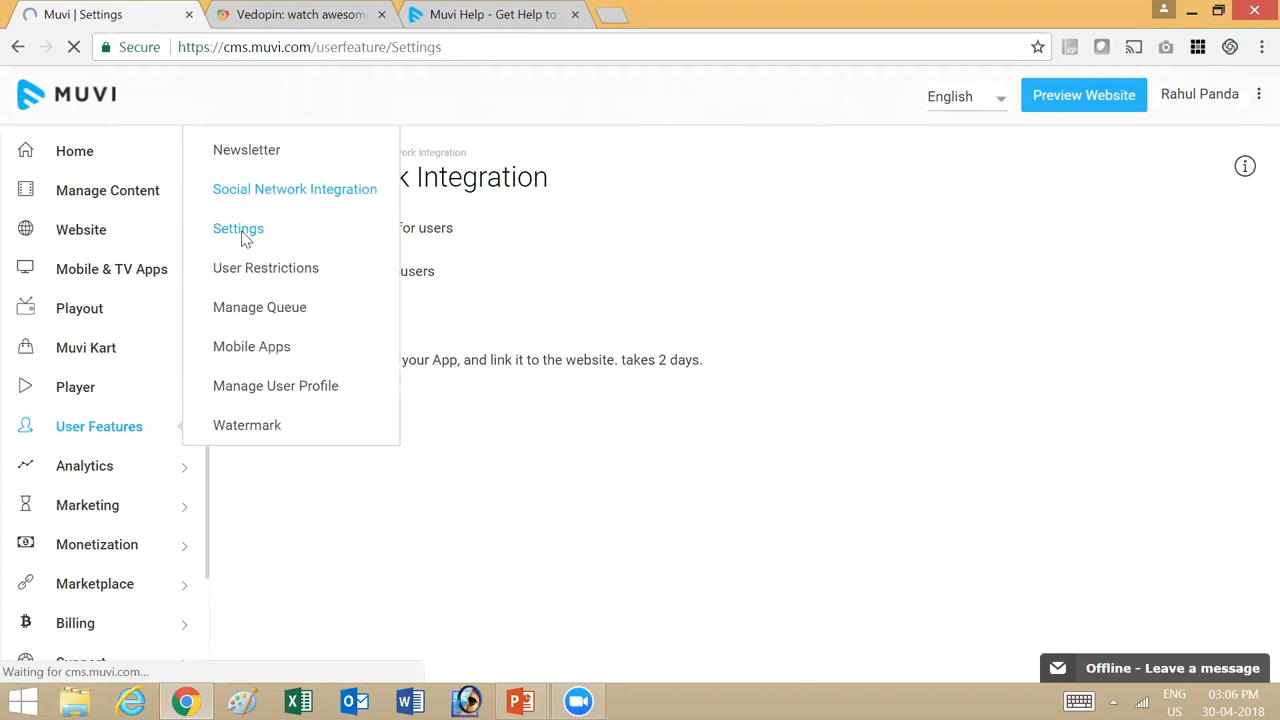 Muvi | Settings
Vedopin: watch awesom
Muvi Help - Get Help to
Secure
https://cms.muvi.com/userfeature/Settings
MUVI
English
Preview Website
Rahul Panda
Home
Manage Content
Website
Mobile & TV Apps
Playout
Muvi Kart
Player
User Features
Analytics
Marketing
Monetization
Marketplace
Billing
Support
Newsletter
Social Network Integration
Settings
User Restrictions
Manage Queue
Mobile Apps
Manage User Profile
Watermark
ork integration
k Integration
for users
users
your App, and link it to the website. takes 2 days.
Waiting for cms.muvi.com...
Offline - Leave a message
ENG
US
03:06 PM
30-04-2018